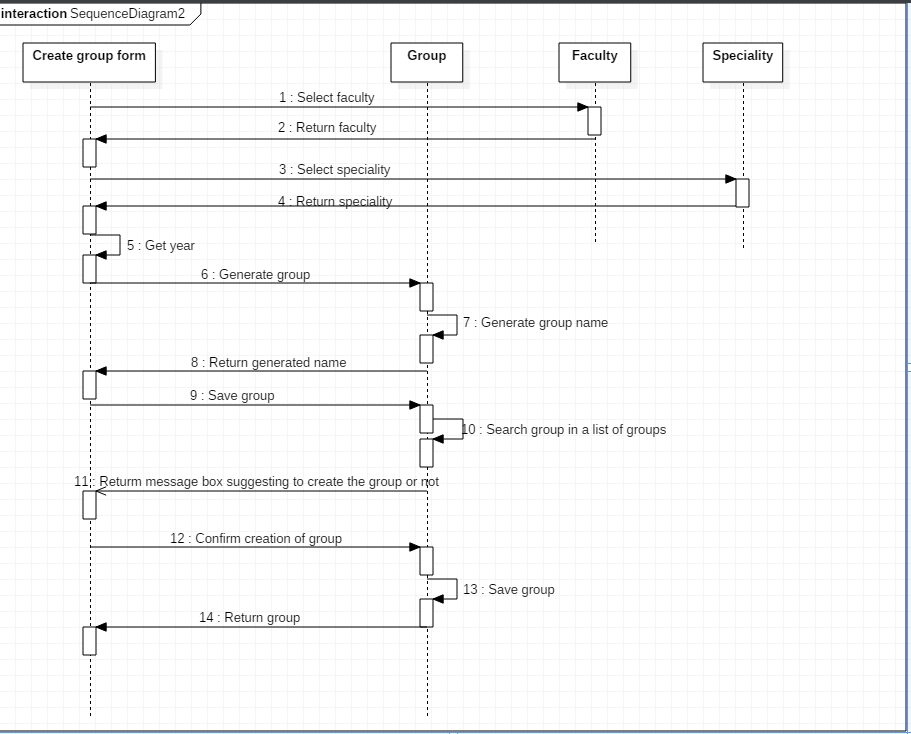 interaction SequenceDiagram2
Create group form
Group
Faculty
Speciality
1 : Select faculty
2 : Return faculty
3 : Select speciality
4 : Return speciality
5 : Get year
6 : Generate group
7 : Generate group name
8 : Return generated name
9 : Save group
10 : Search group in a list of groups
11 : Returm message box suggesting to create the group or not
12 : Confirm creation of group
13 : Save group
14 : Return group